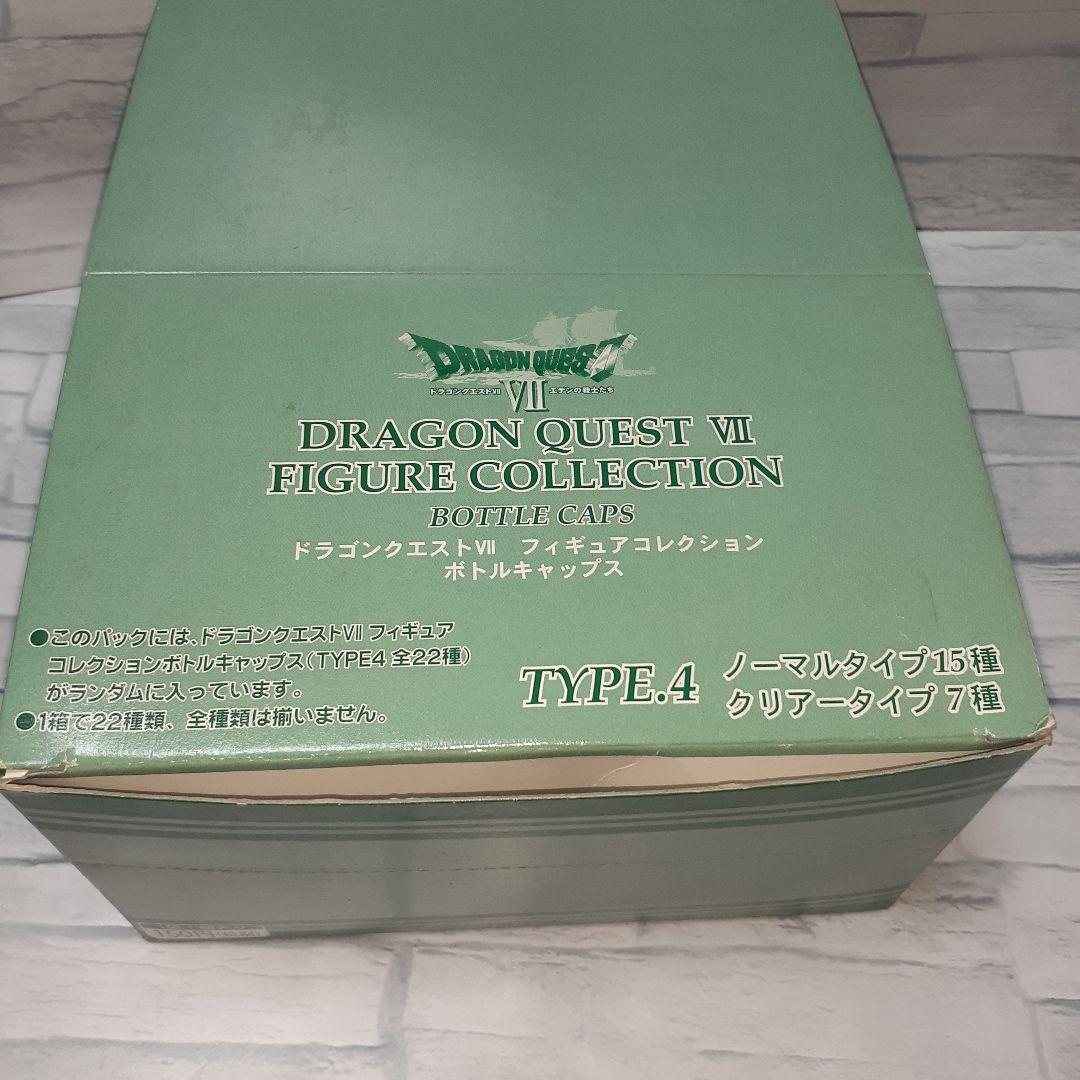 DRAGON QUEST
ドラゴンクエストVII エデンの戦士たち
VII
DRAGON QUEST VII
FIGURE COLLECTION
BOTTLE CAPS
ドラゴンクエストVII フィギュアコレクション
ボトルキャップス
●このパックには、ドラゴンクエストVII フィギュア
コレクションボトルキャップス(TYPE4 全22種)
がランダムに入っています。
●1箱で22種類、全種類は揃いません。
TYPE.4
ノーマルタイプ15種
クリアータイプ 7種